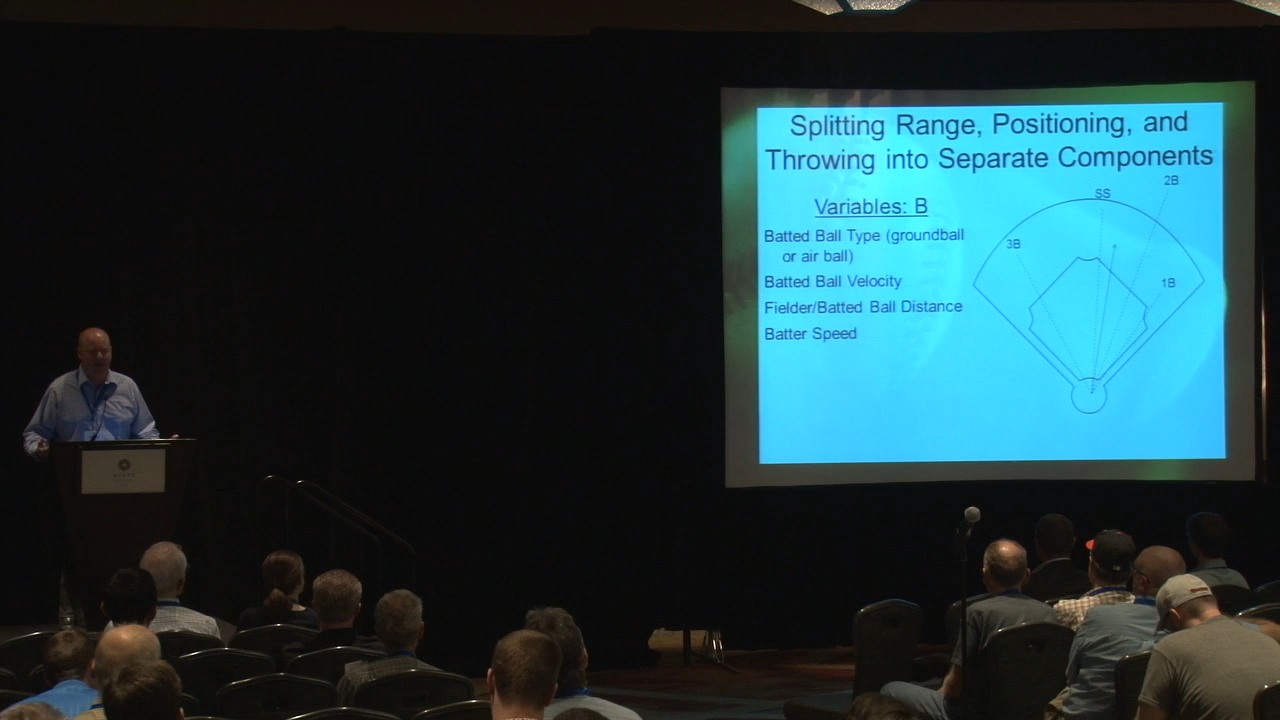 Splitting Range, Positioning, and
Throwing into Separate Components
Variables: B
Batted Ball Type (groundball
or air ball)
Batted Ball Velocity
Fielder/Batted Ball Distance
Batter Speed
2B
SS
3B
1B
HYATT